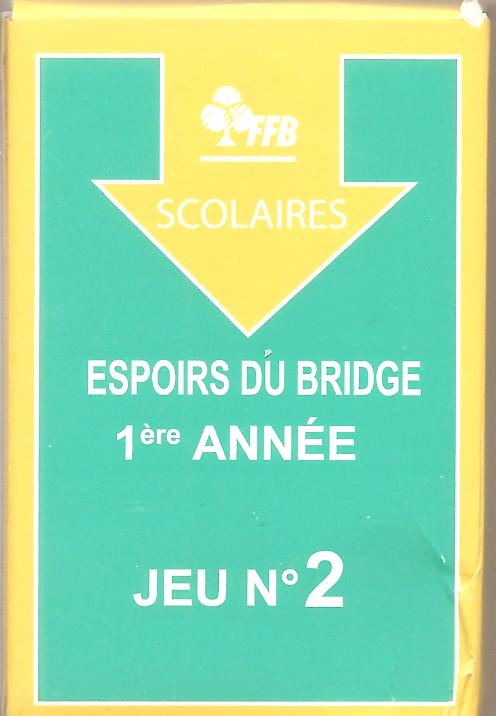 FFB
SCOLAIRES
ESPOIRS DU BRIDGE
1ère ANNÉE
JEU N° 2